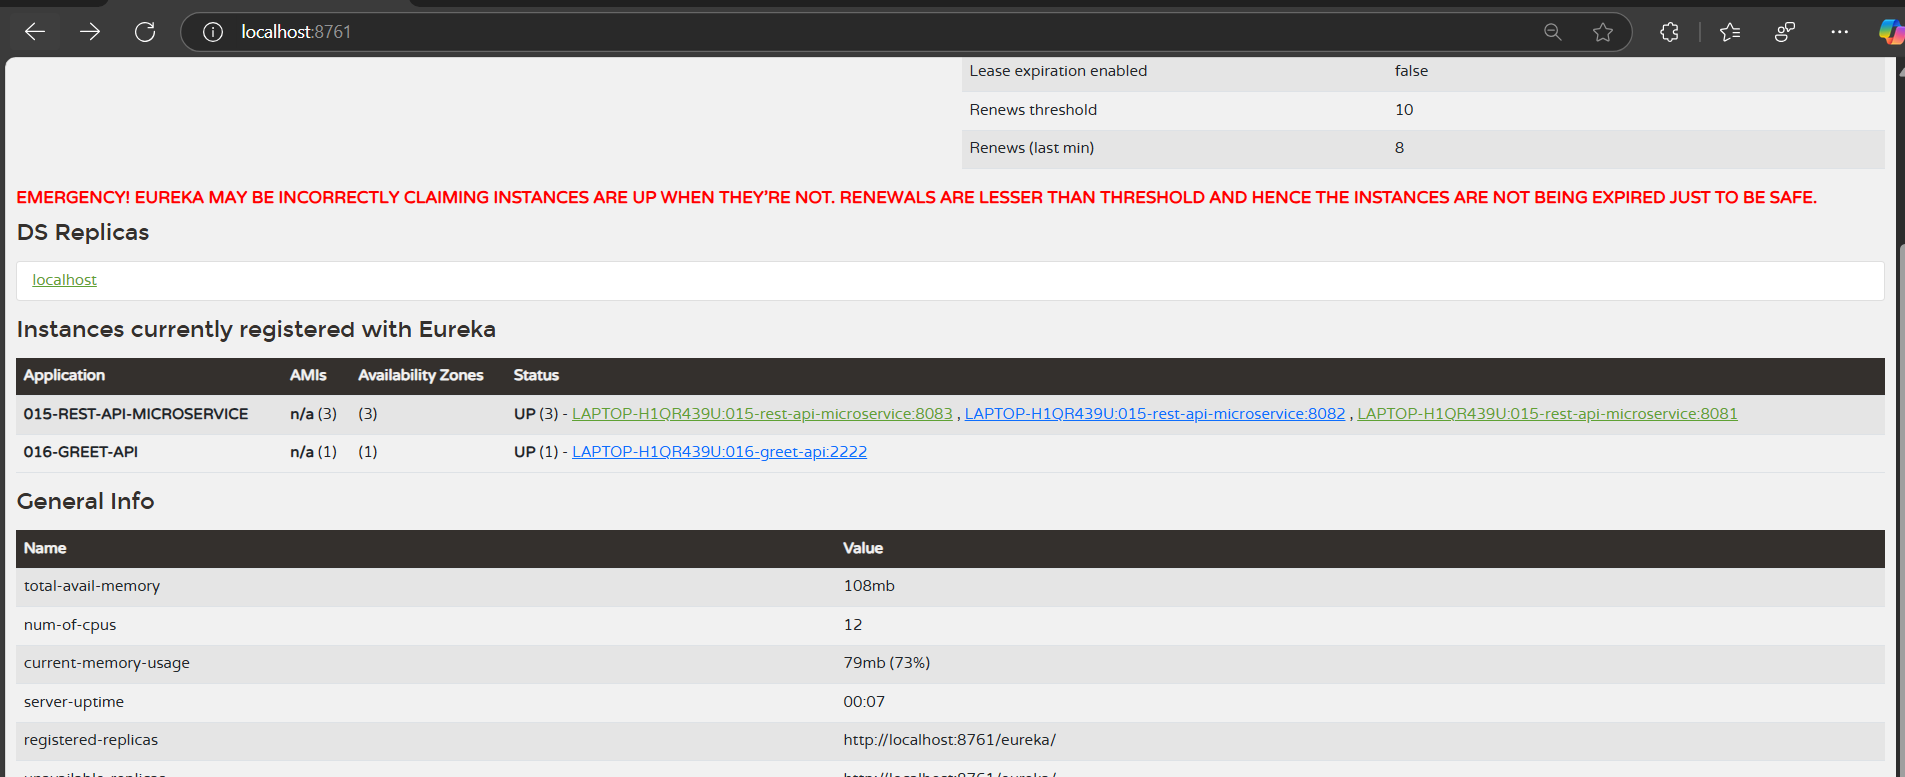 localhost:8761
Lease expiration enabled false
Renews threshold 10
Renews (last min) 8
EMERGENCY! EUREKA MAY BE INCORRECTLY CLAIMING INSTANCES ARE UP WHEN THEY'RE NOT. RENEWALS ARE LESSER THAN THRESHOLD AND HENCE THE INSTANCES ARE NOT BEING EXPIRED JUST TO BE SAFE.
DS Replicas
localhost
Instances currently registered with Eureka
Application AMIs Availability Zones Status
015-REST-API-MICROSERVICE n/a (3) (3) UP (3) - LAPTOP-H1QR439U:015-rest-api-microservice:8083 , LAPTOP-H1QR439U:015-rest-api-microservice:8082 , LAPTOP-H1QR439U:015-rest-api-microservice:8081
016-GREET-API n/a (1) (1) UP (1) - LAPTOP-H1QR439U:016-greet-api:2222
General Info
Name Value
total-avail-memory 108mb
num-of-cpus 12
current-memory-usage 79mb (73%)
server-uptime 00:07
registered-replicas http://localhost:8761/eureka/